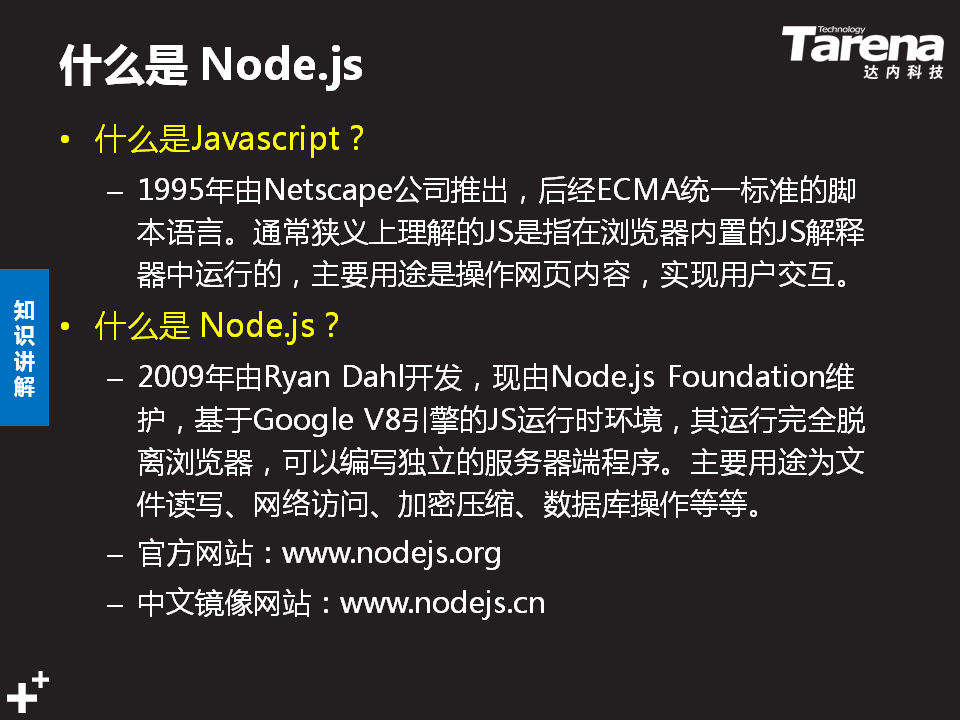 什么是 Node.js
Technology
Tarena
达内科技
• 什么是Javascript？
– 1995年由Netscape公司推出，后经ECMA统一标准的脚
本语言。通常狭义上理解的JS是指在浏览器内置的JS解释
器中运行的，主要用途是操作网页内容，实现用户交互。
知识讲解
• 什么是 Node.js？
– 2009年由Ryan Dahl开发，现由Node.js Foundation维
护，基于Google V8引擎的JS运行时环境，其运行完全脱
离浏览器，可以编写独立的服务器端程序。主要用途为文
件读写、网络访问、加密压缩、数据库操作等等。
– 官方网站：www.nodejs.org
– 中文镜像网站：www.nodejs.cn